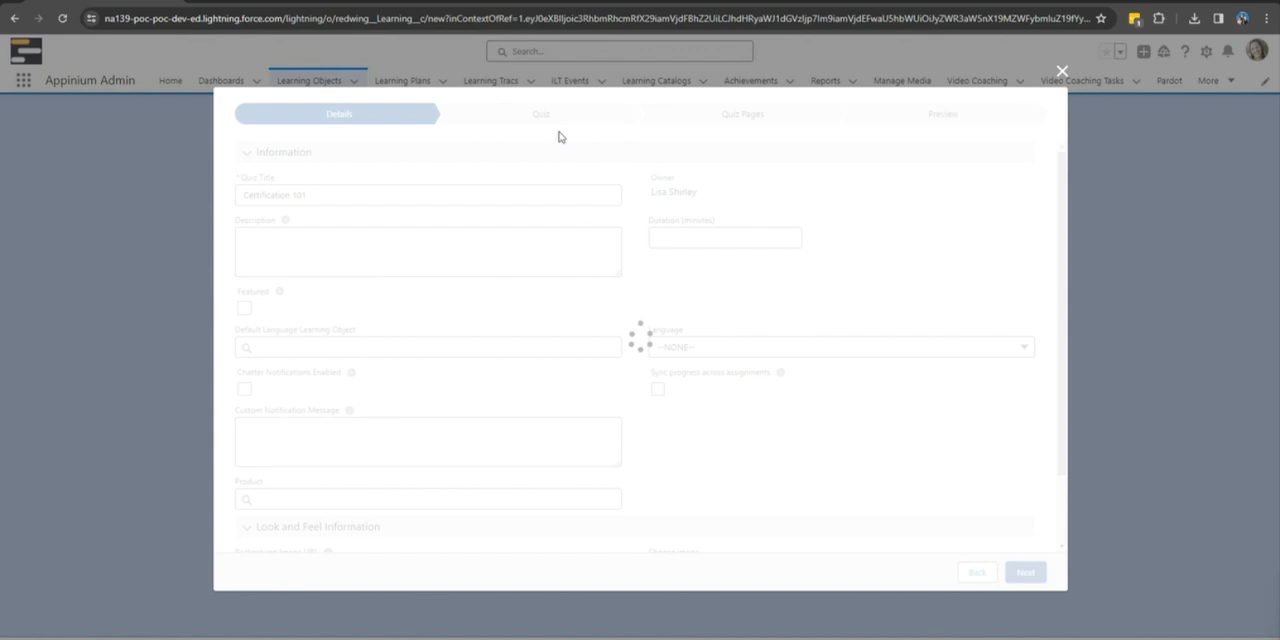 na139-poc-poc-dev-ed.lightning.force.com/lightning/o/redwing__Learning__c/new?inContextOfRef=
Search...
Appinium Admin
Home
Dashboards
Learning Objects
Learning Plans
Learning Tracs
ILT Events
Learning Catalogs
Achievements
Reports
Manage Media
Video Coaching
Video Coaching Tasks
Pardot
More
Details
Quiz
Quiz Pages
Preview
Information
*Quiz Title
Owner
Certification 101
Lisa Shirley
Description
Duration (minutes)
Featured
Default Language Learning Object
Language
--NONE--
Chatter Notifications Enabled
Sync progress across assignments
Custom Notification Message
Product
Look and Feel Information
Back
Next